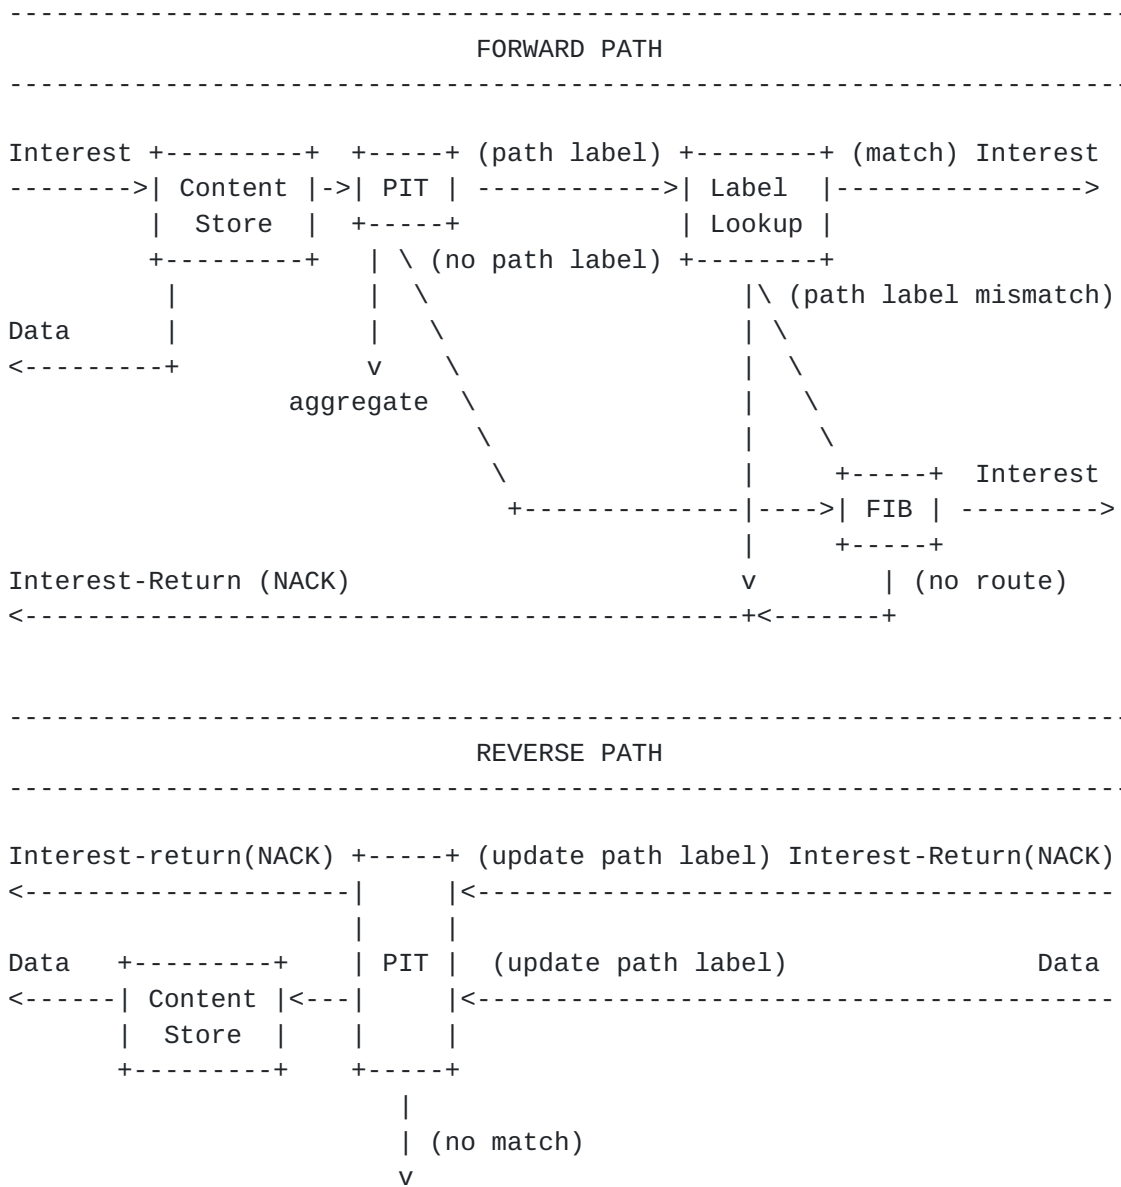 ------------------------------------------------------------------------
                              FORWARD PATH
------------------------------------------------------------------------

Interest +---------+  +-----+ (path label) +--------+ (match) Interest
-------->| Content |->| PIT | ------------>| Label  |---------------->
         |  Store  |  +-----+              | Lookup |
         +---------+   | \ (no path label) +--------+
          |            |  \                    |\ (path label mismatch)
Data      |            |   \                   | \
<---------+            v    \                  |  \
                  aggregate  \                 |   \
                              \                |    \
                               \               |     +-----+  Interest
                                +--------------|---->| FIB | --------->
                                               |     +-----+
Interest-Return (NACK)                         v        | (no route)
<----------------------------------------------+<-------+

------------------------------------------------------------------------
                              REVERSE PATH
------------------------------------------------------------------------

Interest-return(NACK) +-----+ (update path label) Interest-Return(NACK)
<---------------------|     |<-----------------------------------------
                      |     |
Data   +---------+    | PIT |  (update path label)                Data
<------| Content |<---|     |<-----------------------------------------
       |  Store  |    |     |
       +---------+    +-----+
                         |
                         | (no match)
                         v